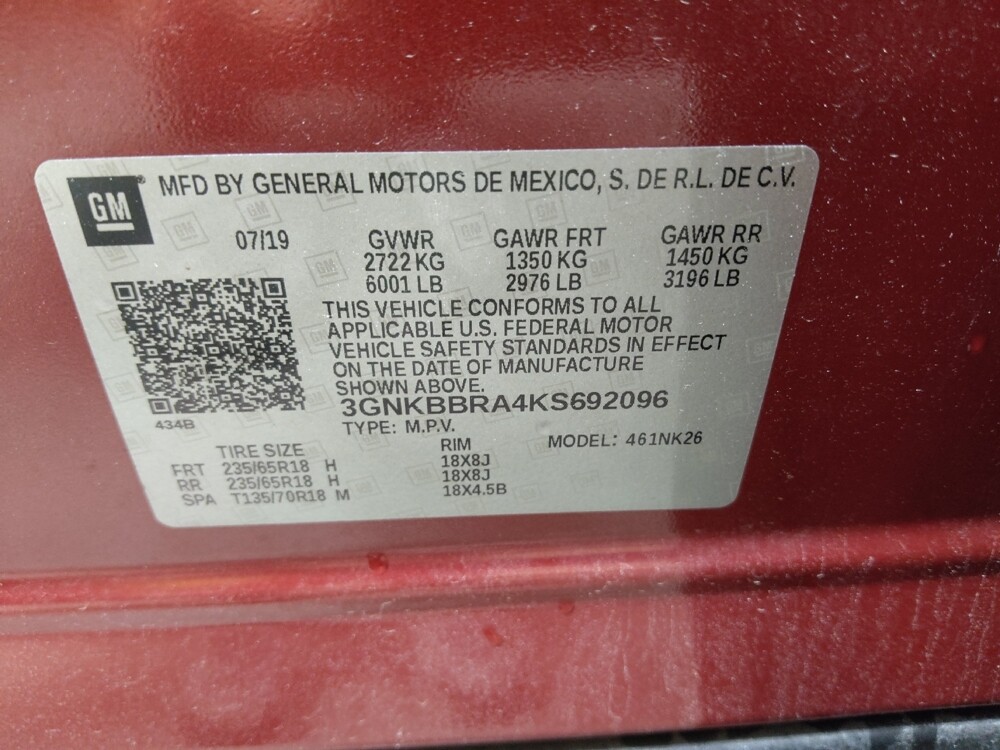 GM MFD BY GENERAL MOTORS DE MEXICO, S. DE R.L. DE C.V.
07/19 GVWR GAWR FRT GAWR RR
2722 KG 1350 KG 1450 KG
6001 LB 2976 LB 3196 LB
THIS VEHICLE CONFORMS TO ALL
APPLICABLE U.S. FEDERAL MOTOR
VEHICLE SAFETY STANDARDS IN EFFECT
ON THE DATE OF MANUFACTURE
SHOWN ABOVE.
3GNKBBRA4KS692096
434B
TYPE: M.P.V. MODEL: 461NK26
TIRE SIZE RIM
FRT 235/65R18 H 18X8J
RR 235/65R18 H 18X8J
SPA T135/70R18 M 18X4.5B